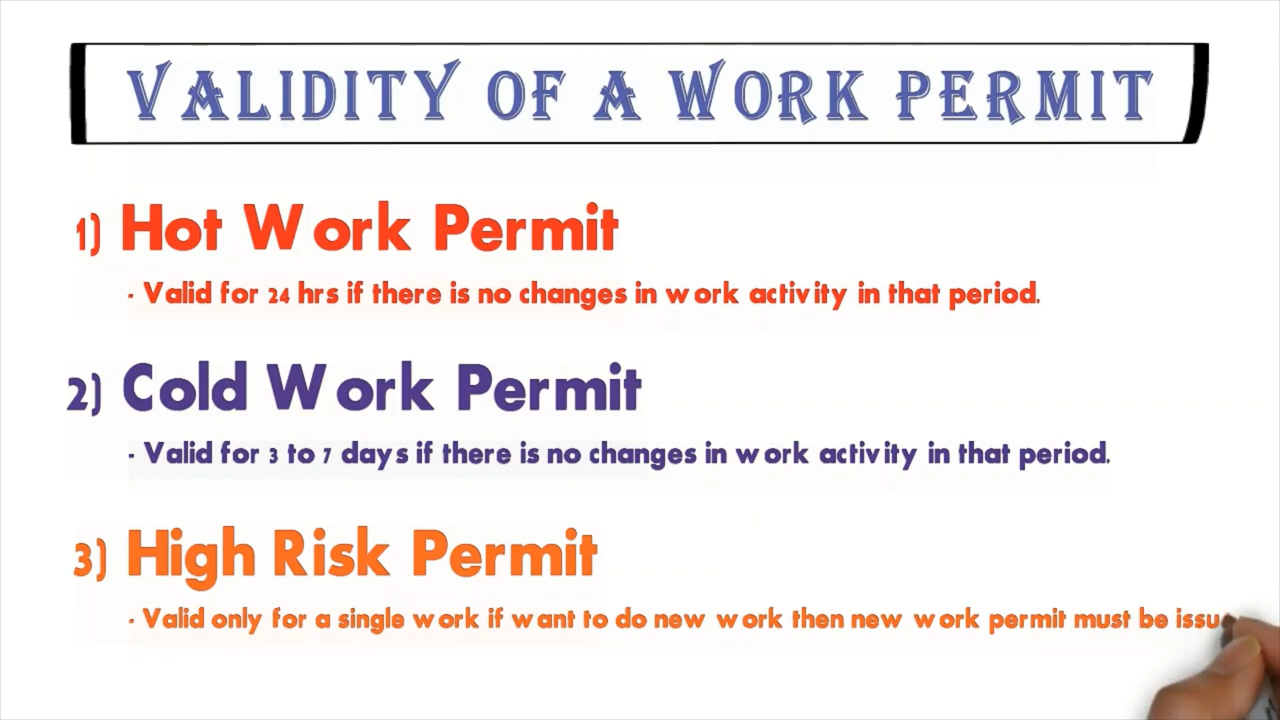 VALIDITY OF A WORK PERMIT
1) Hot Work Permit
- Valid for 24 hrs if there is no changes in work activity in that period.
2) Cold Work Permit
- Valid for 3 to 7 days if there is no changes in work activity in that period.
3) High Risk Permit
- Valid only for a single work if want to do new work then new work permit must be issu